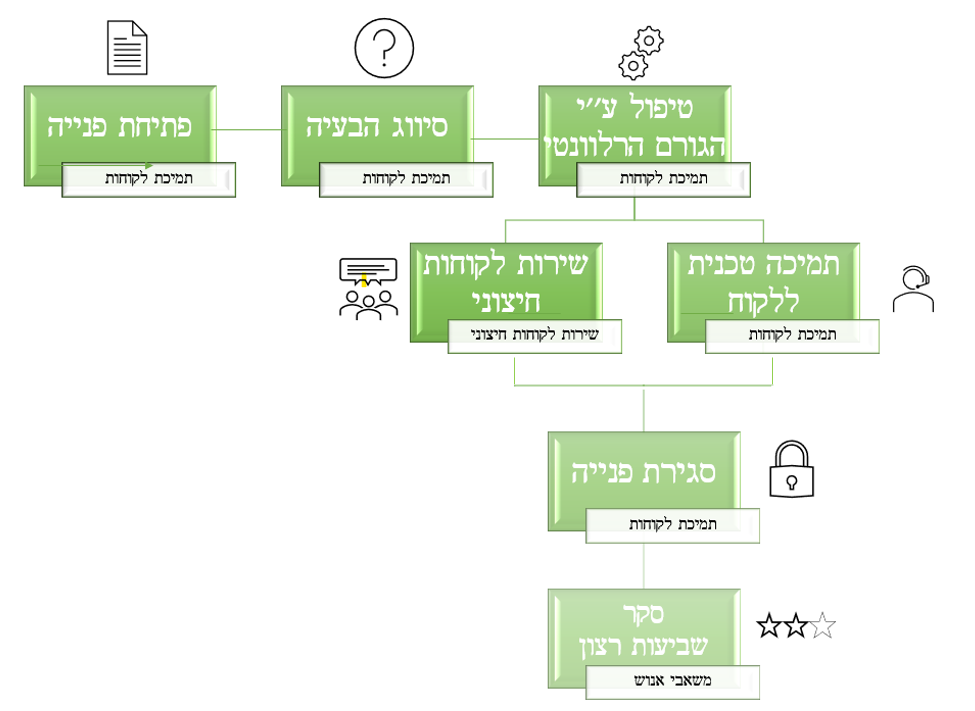 פתיחת פנייה
תמיכת לקוחות
סיווג הבעיה
תמיכת לקוחות
טיפול ע״י
הגורם הרלוונטי
תמיכת לקוחות
שירות לקוחות
חיצוני
שירות לקוחות חיצוני
תמיכה טכנית
ללקוח
תמיכת לקוחות
סגירת פנייה
תמיכת לקוחות
סקר
שביעות רצון
משאבי אנוש